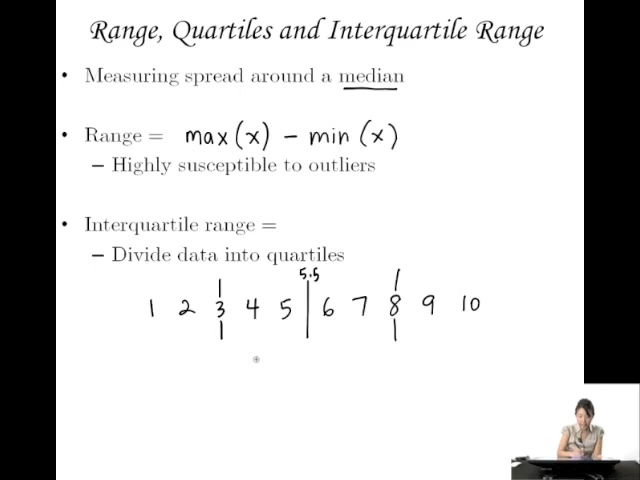 Range, Quartiles and Interquartile Range
• Measuring spread around a median
• Range = max(x) – min(x)
– Highly susceptible to outliers
• Interquartile range =
– Divide data into quartiles
5.5
1 2 3 4 5 | 6 7 8 9 10